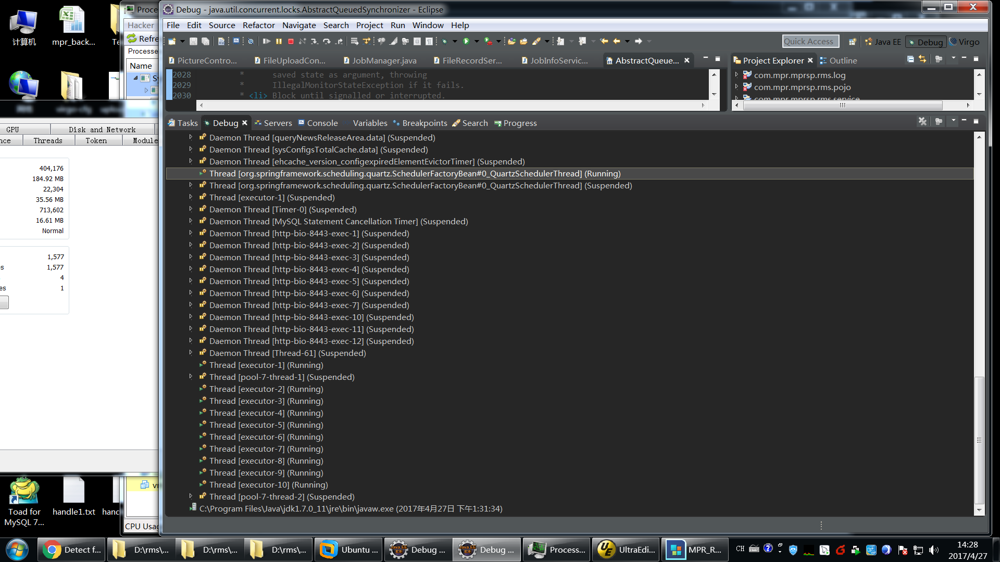 计算机
mpr_back...
Te
Toad for
MySQL 7...
handle1.txt
hand
Proce
Hacker
Refre
Processe
Name
Sy
CPU Usag
GPU
Disk and Network
nce
Threads
Token
Module
404,176
184.92 MB
22,304
35.56 MB
713,602
16.61 MB
Normal
1,577
s
1,577
4
es
1
Debug - java.util.concurrent.locks.AbstractQueuedSynchronizer - Eclipse
File Edit Source Refactor Navigate Search Project Run Window Help
Quick Access
Java EE
Debug
Virgo
PictureContro...
FileUploadCon...
JobManager.java
FileRecordSer...
JobInfoServic...
AbstractQueue...
2028 * saved state as argument, throwing
2029 * IllegalMonitorStateException if it fails.
2030 * <li> Block until signalled or interrupted.
Project Explorer
Outline
com.mpr.mprsp.rms.log
com.mpr.mprsp.rms.pojo
com.mpr.mprsp.rms.service
Tasks
Debug
Servers
Console
Variables
Breakpoints
Search
Progress
Daemon Thread [queryNewsReleaseArea.data] (Suspended)
Daemon Thread [sysConfigsTotalCache.data] (Suspended)
Daemon Thread [ehcache_version_configexpiredElementEvictorTimer] (Suspended)
Thread [org.springframework.scheduling.quartz.SchedulerFactoryBean#0_QuartzSchedulerThread] (Running)
Thread [org.springframework.scheduling.quartz.SchedulerFactoryBean#0_QuartzSchedulerThread] (Suspended)
Thread [executor-1] (Suspended)
Daemon Thread [Timer-0] (Suspended)
Daemon Thread [MySQL Statement Cancellation Timer] (Suspended)
Daemon Thread [http-bio-8443-exec-1] (Suspended)
Daemon Thread [http-bio-8443-exec-2] (Suspended)
Daemon Thread [http-bio-8443-exec-3] (Suspended)
Daemon Thread [http-bio-8443-exec-4] (Suspended)
Daemon Thread [http-bio-8443-exec-5] (Suspended)
Daemon Thread [http-bio-8443-exec-6] (Suspended)
Daemon Thread [http-bio-8443-exec-7] (Suspended)
Daemon Thread [http-bio-8443-exec-10] (Suspended)
Daemon Thread [http-bio-8443-exec-11] (Suspended)
Daemon Thread [http-bio-8443-exec-12] (Suspended)
Daemon Thread [Thread-61] (Suspended)
Thread [executor-1] (Running)
Thread [pool-7-thread-1] (Suspended)
Thread [executor-2] (Running)
Thread [executor-3] (Running)
Thread [executor-4] (Running)
Thread [executor-5] (Running)
Thread [executor-6] (Running)
Thread [executor-7] (Running)
Thread [executor-8] (Running)
Thread [executor-9] (Running)
Thread [executor-10] (Running)
Thread [pool-7-thread-2] (Suspended)
C:\Program Files\Java\jdk1.7.0_11\jre\bin\javaw.exe (2017年4月27日 下午1:31:34)
Detect f...
D:\rms\...
D:\rms\...
D:\rms\...
Ubuntu ...
Debug ...
Debug ...
Process...
UltraEdi...
MPR_R...
CH
14:28
2017/4/27